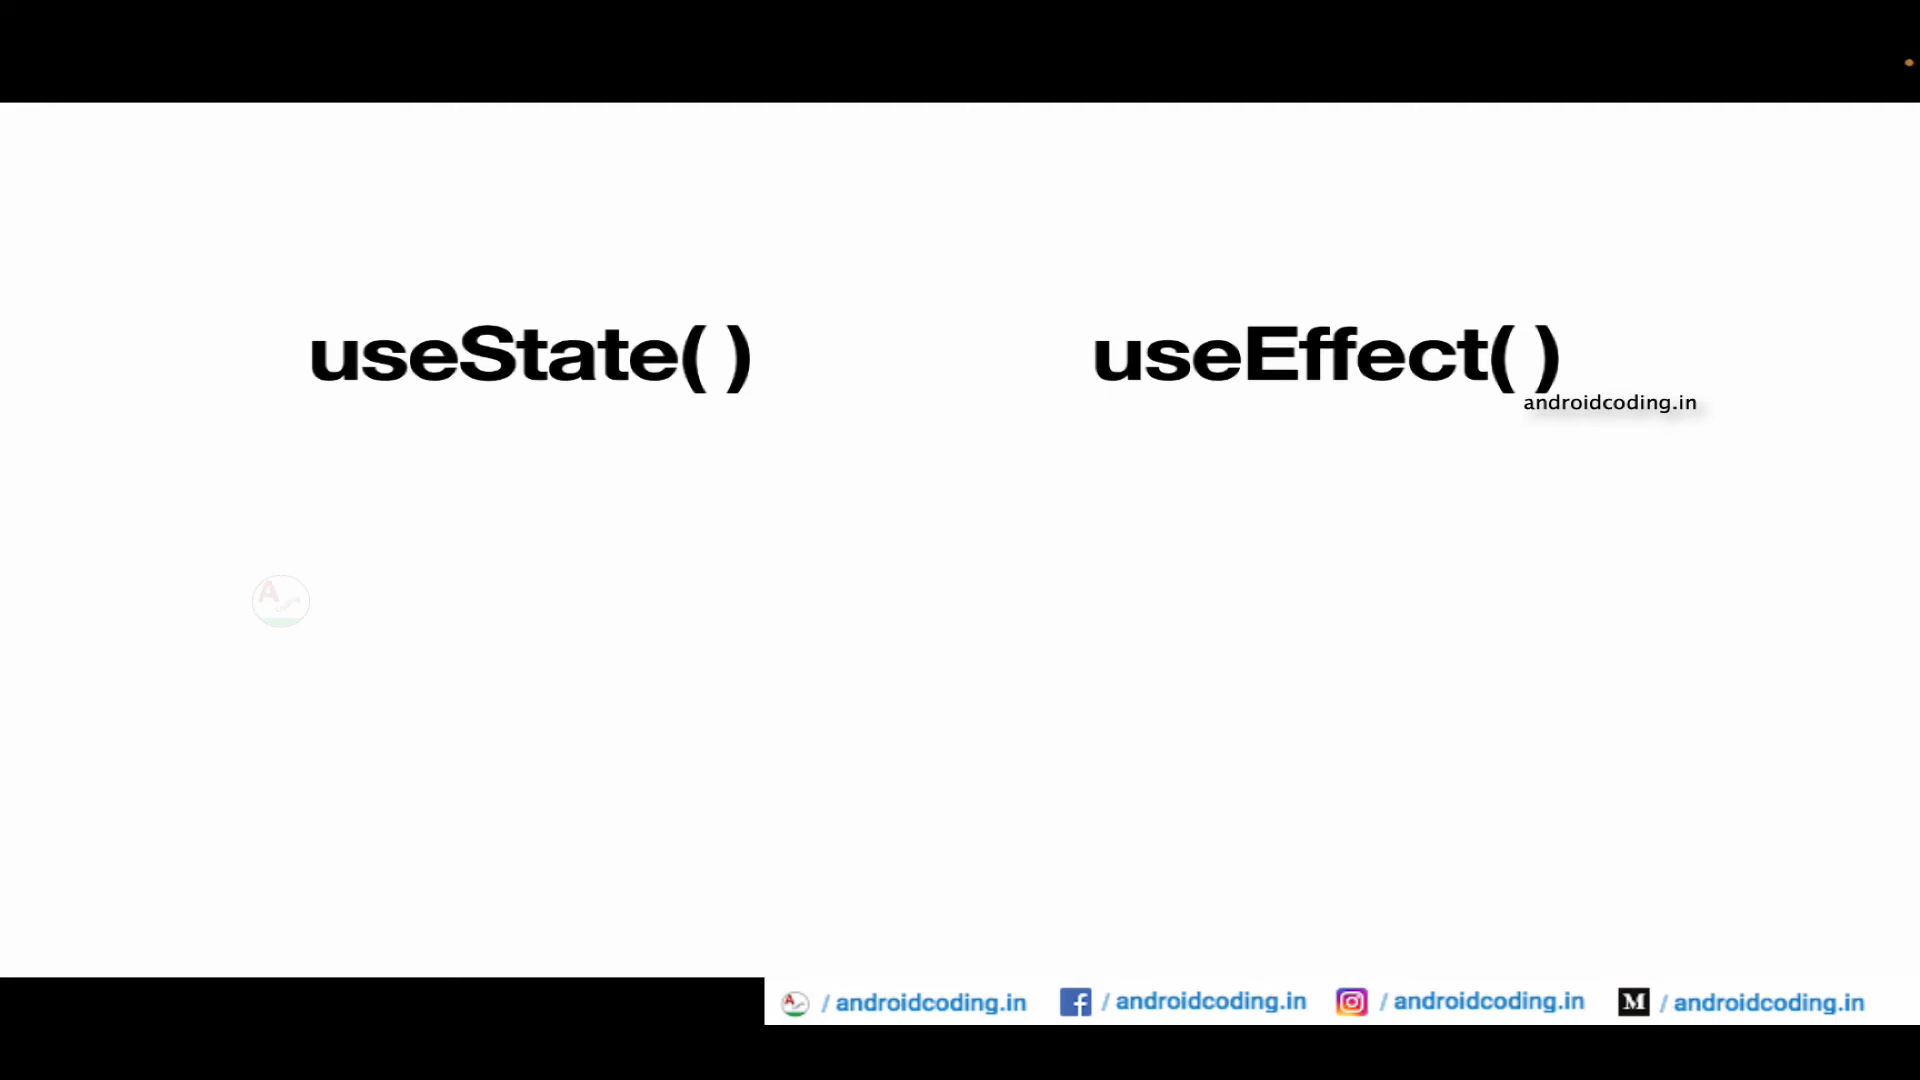 useState( )
useEffect( )
androidcoding.in
/ androidcoding.in
/ androidcoding.in
/ androidcoding.in
/ androidcoding.in